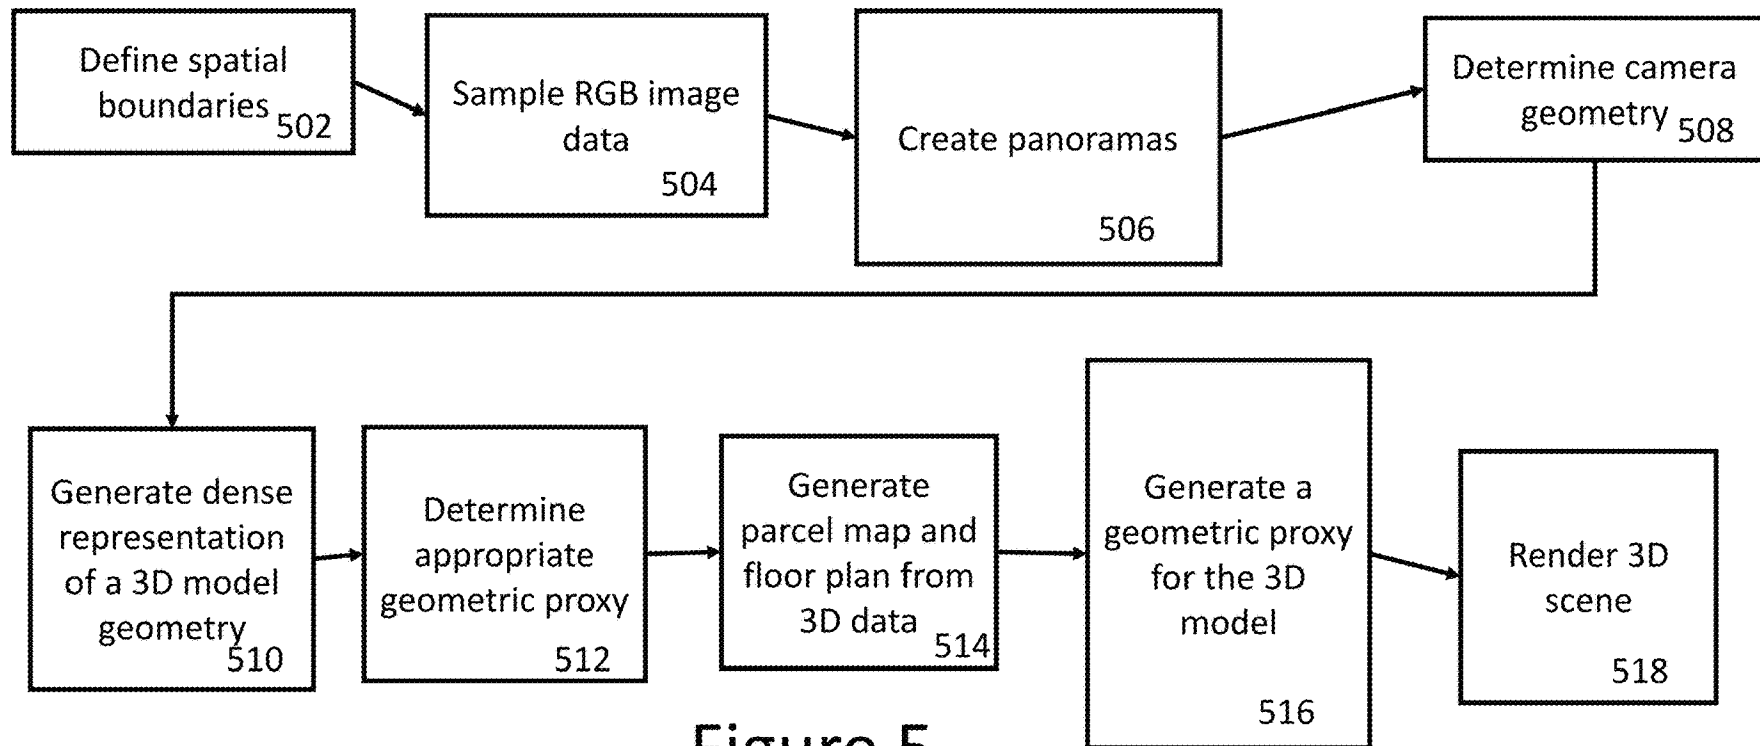 Define spatial
boundaries
502
Sample RGB image
data
504
Create panoramas
506
Determine camera
geometry
508
Generate dense
representation
of a 3D model
geometry
510
Determine
appropriate
geometric proxy
512
Generate
parcel map and
floor plan from
3D data
514
Generate a
geometric proxy
for the 3D
model
516
Render 3D
scene
518
Figure 5